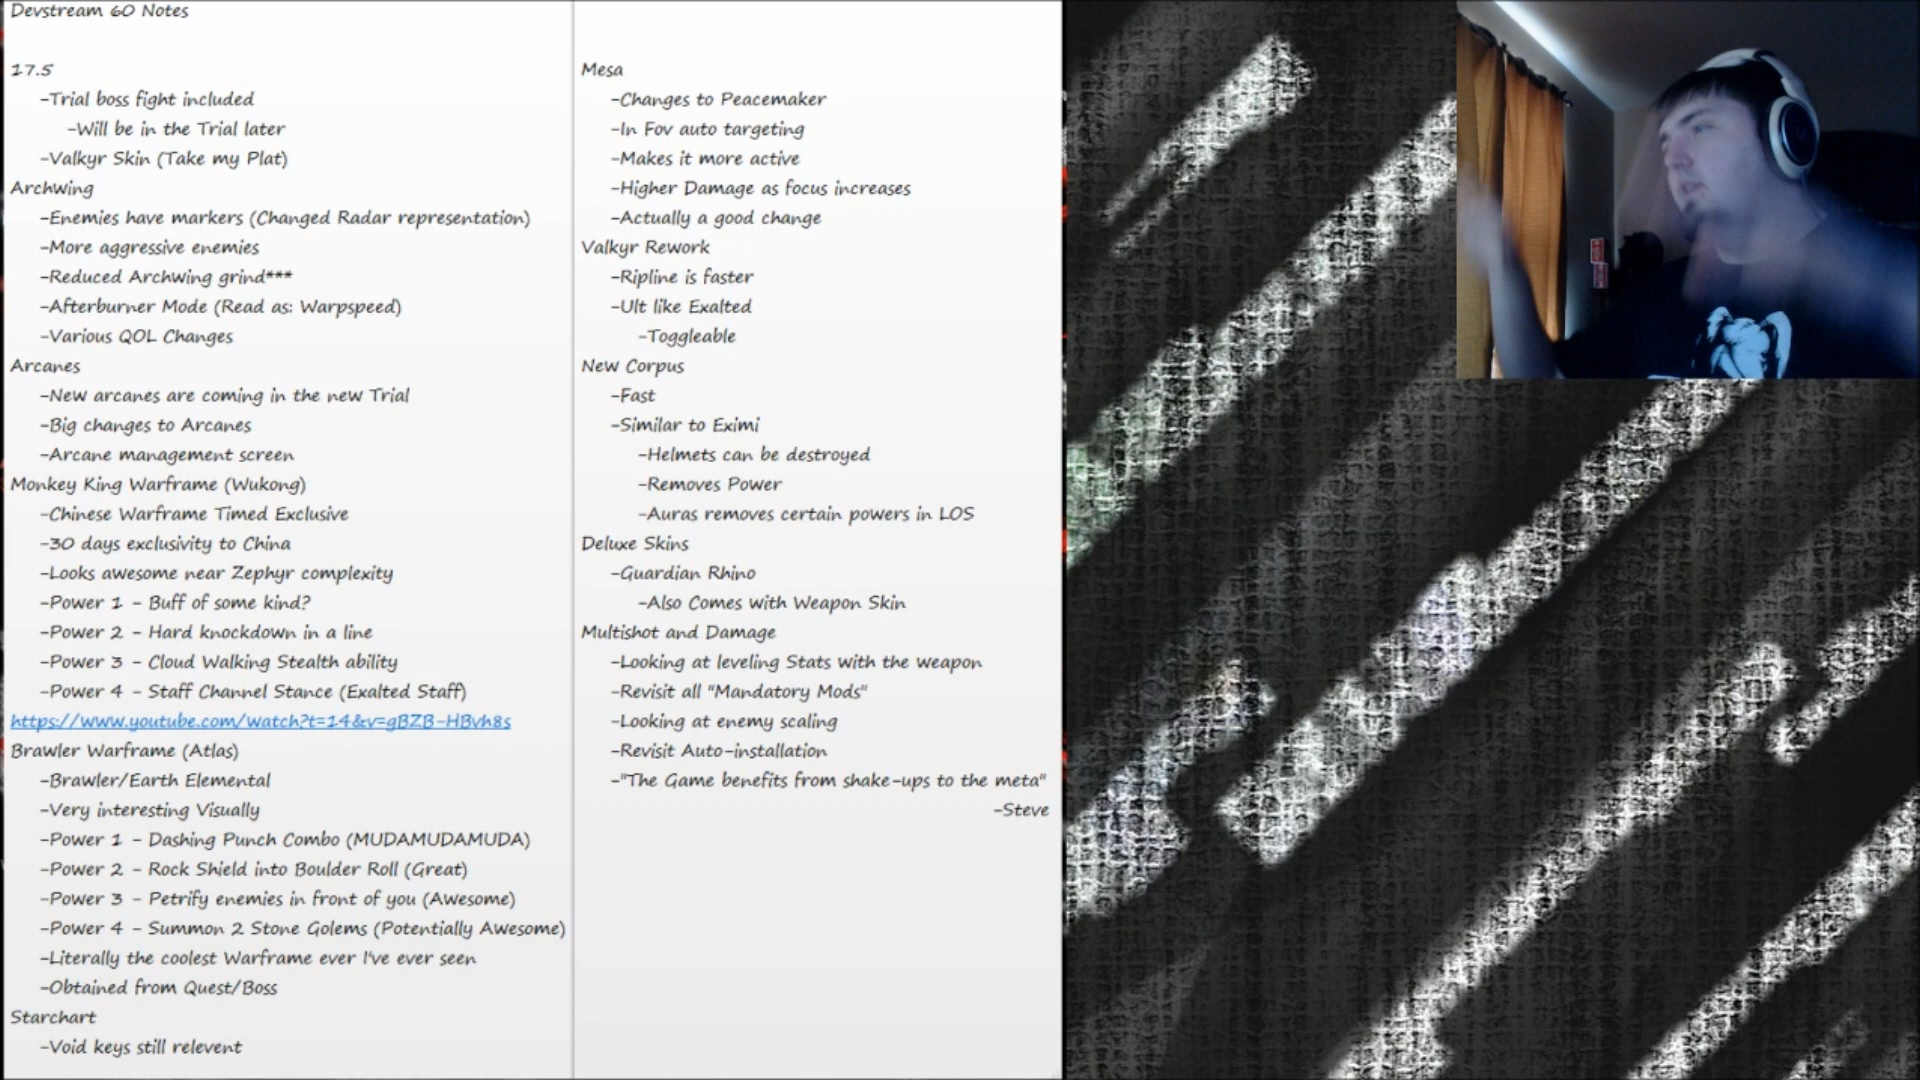 Devstream 60 Notes
17.5
-Trial boss fight included
-Will be in the Trial later
-Valkyr Skin (Take my Plat)
Archwing
-Enemies have markers (Changed Radar representation)
-More aggressive enemies
-Reduced Archwing grind***
-Afterburner Mode (Read as: Warpspeed)
-Various QOL Changes
Arcanes
-New arcanes are coming in the new Trial
-Big changes to Arcanes
-Arcane management screen
Monkey King Warframe (Wukong)
-Chinese Warframe Timed Exclusive
-30 days exclusivity to China
-Looks awesome near Zephyr complexity
-Power 1 - Buff of some kind?
-Power 2 - Hard knockdown in a line
-Power 3 - Cloud Walking Stealth ability
-Power 4 - Staff Channel Stance (Exalted Staff)
https://www.youtube.com/watch?t=14&v=gBZB-HBvh8s
Brawler Warframe (Atlas)
-Brawler/Earth Elemental
-Very interesting Visually
-Power 1 - Dashing Punch Combo (MUDAMUDAMUDA)
-Power 2 - Rock Shield into Boulder Roll (Great)
-Power 3 - Petrify enemies in front of you (Awesome)
-Power 4 - Summon 2 Stone Golems (Potentially Awesome)
-Literally the coolest Warframe ever I've ever seen
-Obtained from Quest/Boss
Starchart
-Void keys still relevent
Mesa
-Changes to Peacemaker
-In Fov auto targeting
-Makes it more active
-Higher Damage as focus increases
-Actually a good change
Valkyr Rework
-Ripline is faster
-Ult like Exalted
-Toggleable
New Corpus
-Fast
-Similar to Eximi
-Helmets can be destroyed
-Removes Power
-Auras removes certain powers in LOS
Deluxe Skins
-Guardian Rhino
-Also Comes with Weapon Skin
Multishot and Damage
-Looking at leveling Stats with the weapon
-Revisit all "Mandatory Mods"
-Looking at enemy scaling
-Revisit Auto-installation
-"The Game benefits from shake-ups to the meta"
-Steve